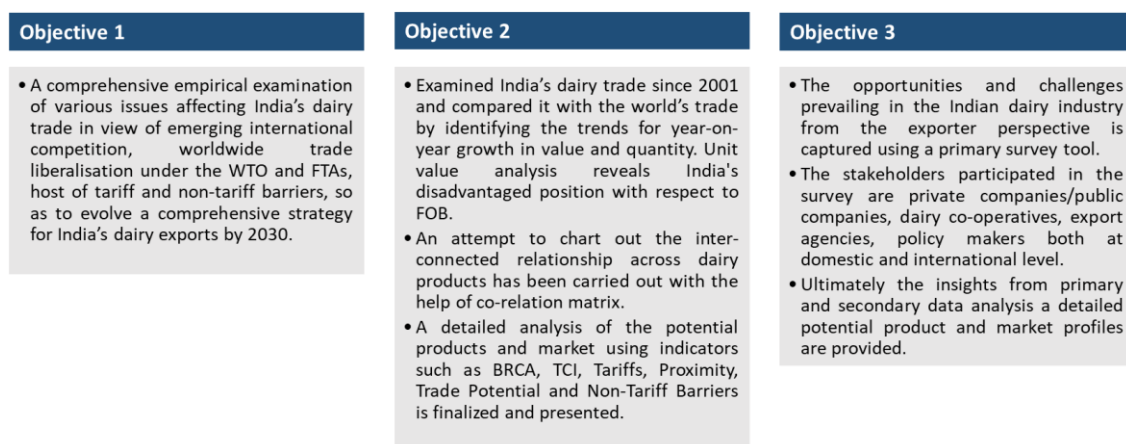 Objective 1
• A comprehensive empirical examination
of various issues affecting India's dairy
trade in view of emerging international
competition, worldwide trade
liberalisation under the WTO and FTAs,
host of tariff and non-tariff barriers, so
as to evolve a comprehensive strategy
for India's dairy exports by 2030.
Objective 2
• Examined India's dairy trade since 2001
and compared it with the world's trade
by identifying the trends for year-on-
year growth in value and quantity. Unit
value analysis reveals India's
disadvantaged position with respect to
FOB.
• An attempt to chart out the inter-
connected relationship across dairy
products has been carried out with the
help of co-relation matrix.
• A detailed analysis of the potential
products and market using indicators
such as BRCA, TCI, Tariffs, Proximity,
Trade Potential and Non-Tariff Barriers
is finalized and presented.
Objective 3
• The opportunities and challenges
prevailing in the Indian dairy industry
from the exporter perspective is
captured using a primary survey tool.
• The stakeholders participated in the
survey are private companies/public
companies, dairy co-operatives, export
agencies, policy makers both at
domestic and international level.
• Ultimately the insights from primary
and secondary data analysis a detailed
potential product and market profiles
are provided.